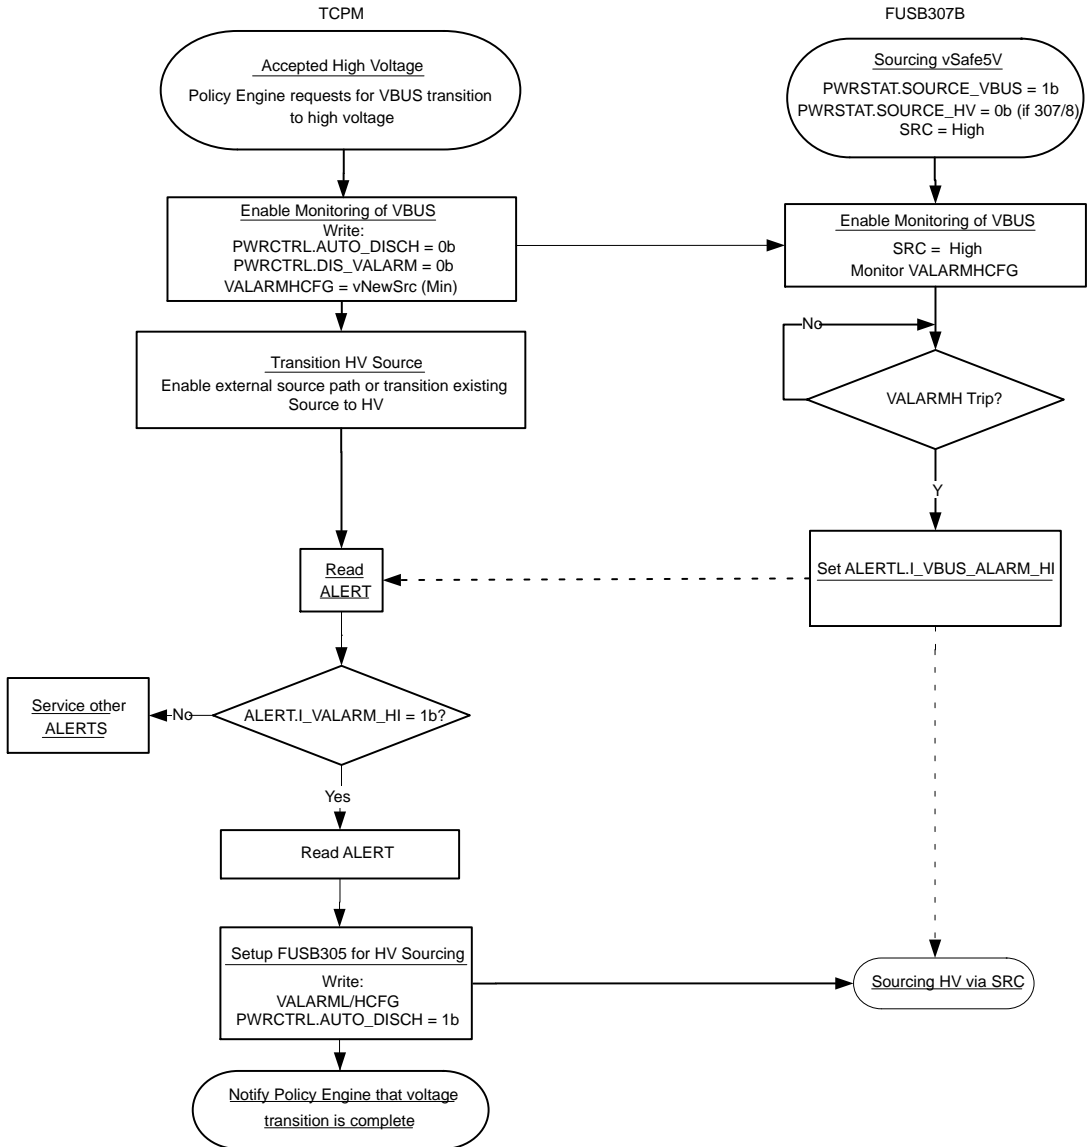 TCPM
FUSB307B
Accepted High Voltage
Policy Engine requests for VBUS transition
to high voltage
Sourcing vSafe5V
PWRSTAT.SOURCE_VBUS = 1b
PWRSTAT.SOURCE_HV = 0b (if 307/8)
SRC = High
Enable Monitoring of VBUS
Write:
PWRCTRL.AUTO_DISCH = 0b
PWRCTRL.DIS_VALARM = 0b
VALARMHCFG = vNewSrc (Min)
Enable Monitoring of VBUS
SRC = High
Monitor VALARMHCFG
Transition HV Source
Enable external source path or transition existing
Source to HV
No
VALARMH Trip?
Y
Read
ALERT
Set ALERTL.I_VBUS_ALARM_HI
Service other
ALERTS
No
ALERT.I_VALARM_HI = 1b?
Yes
Read ALERT
Setup FUSB305 for HV Sourcing
Write:
VALARML/HCFG
PWRCTRL.AUTO_DISCH = 1b
Sourcing HV via SRC
Notify Policy Engine that voltage
transition is complete